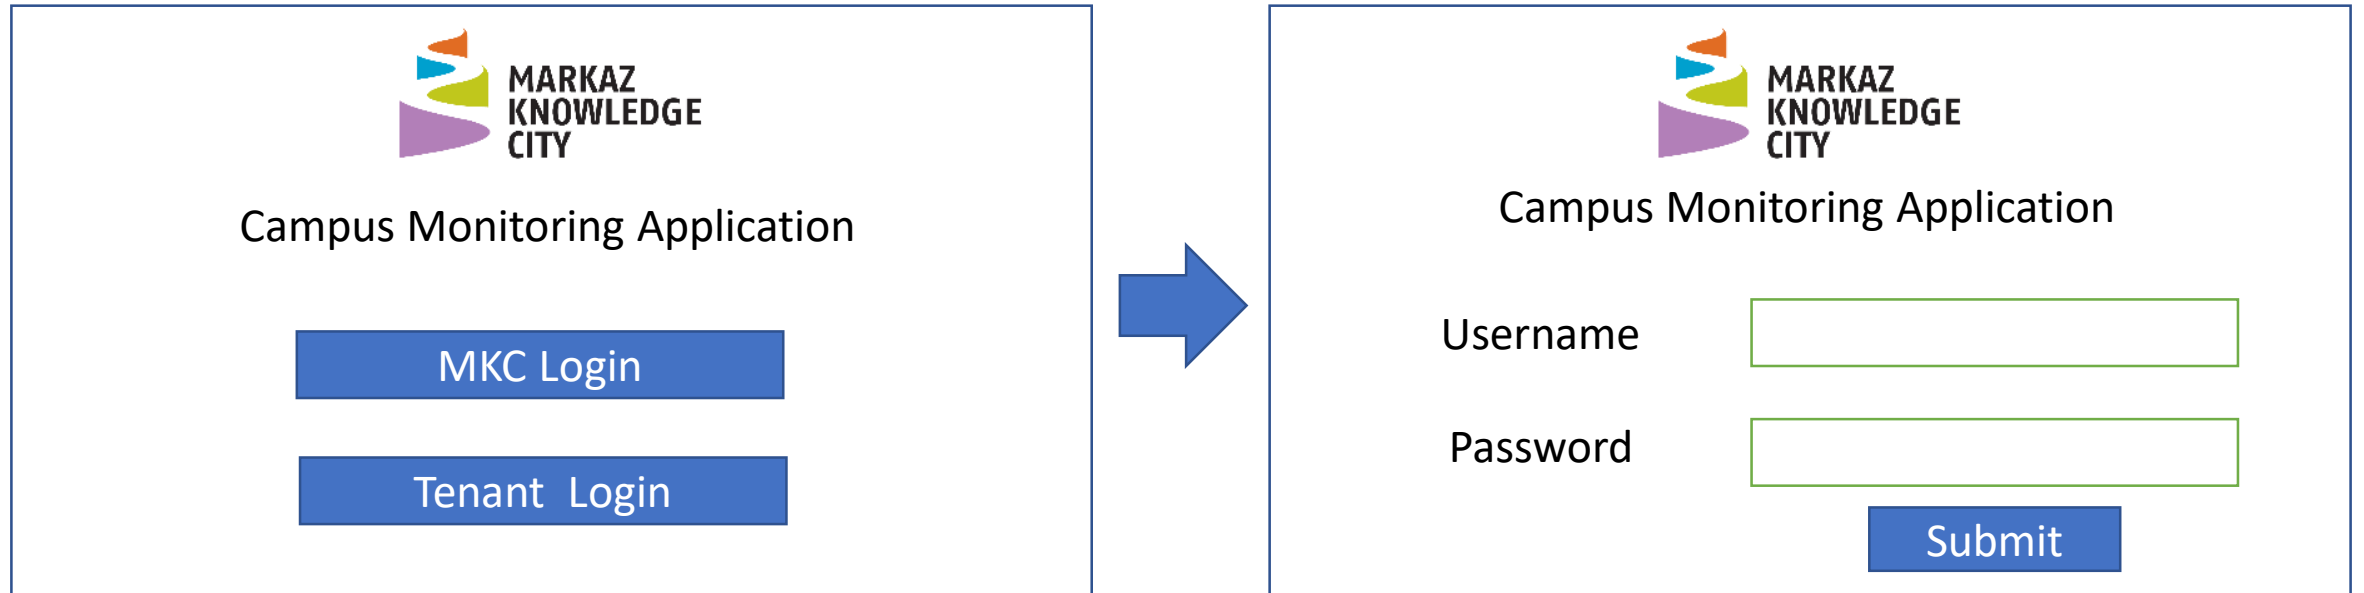 MARKAZ
KNOWLEDGE
CITY
Campus Monitoring Application
MKC Login
Tenant  Login
MARKAZ
KNOWLEDGE
CITY
Campus Monitoring Application
Username
Password
Submit